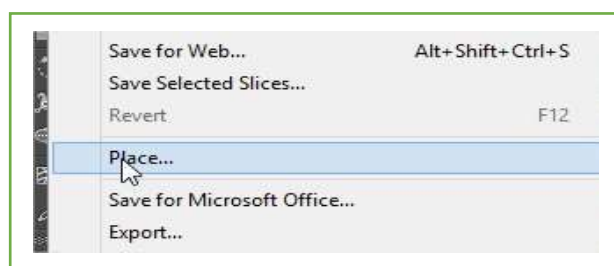 Save for Web... Alt+Shift+Ctrl+S
Save Selected Slices...
Revert F12
Place...
Save for Microsoft Office...
Export...